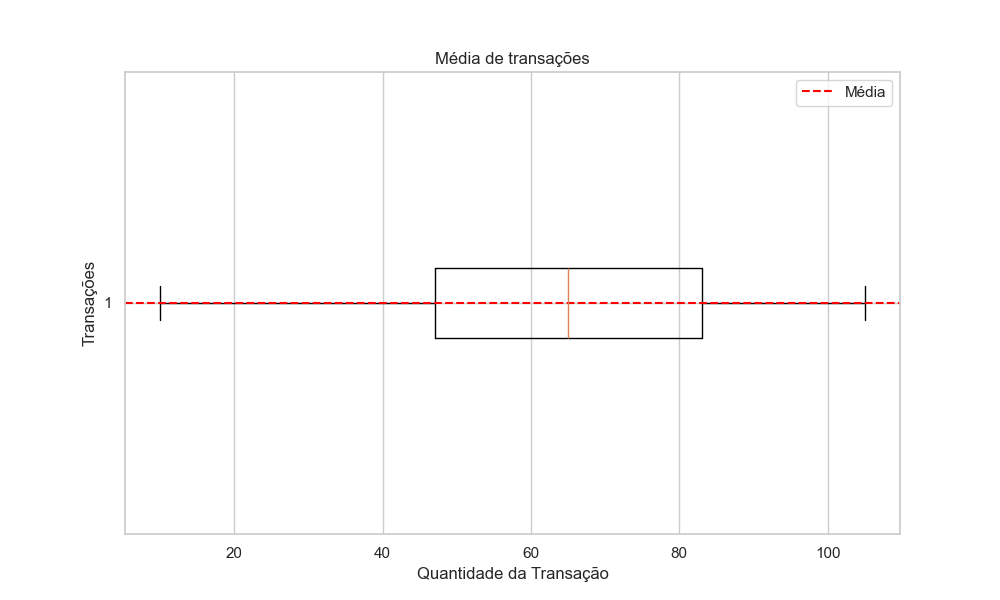 Média de transações
Média
Transações
1
20 40 60 80 100
Quantidade da Transação